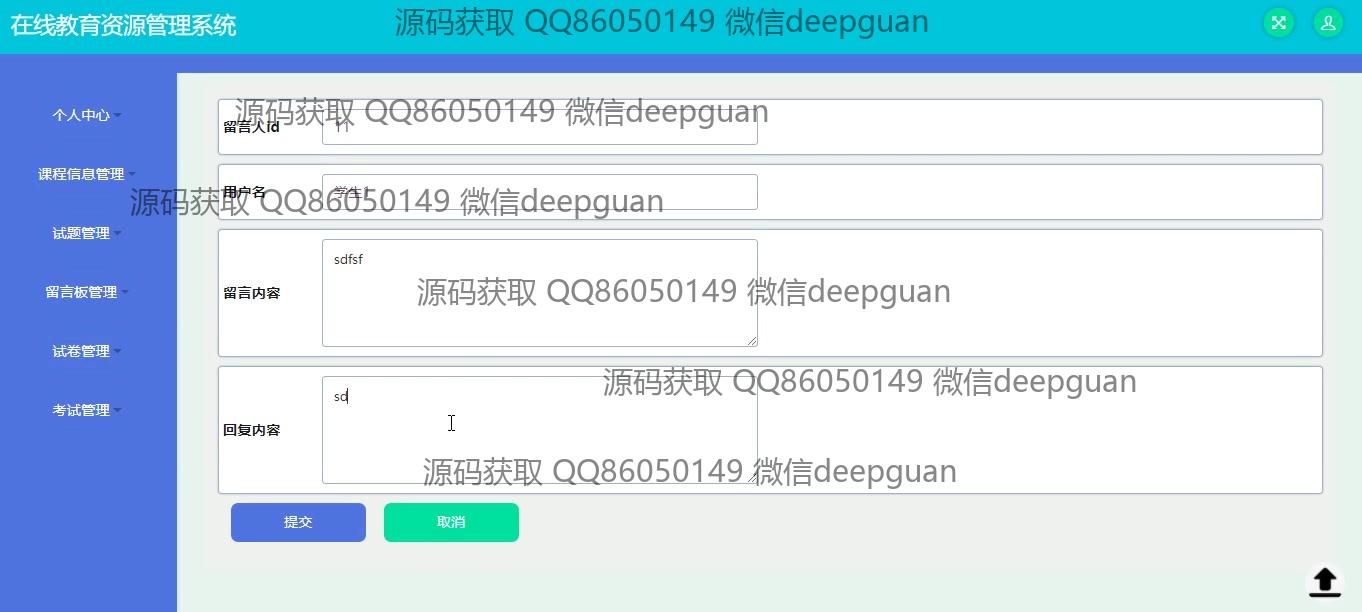 在线教育资源管理系统
源码获取 QQ86050149 微信deepguan
个人中心
课程信息管理
试题管理
留言板管理
试卷管理
考试管理
源码获取 QQ86050149 微信deepguan
留言人id
11
源码获取 QQ86050149 微信deepguan
用户名
学生1
留言内容
sdfsf
源码获取 QQ86050149 微信deepguan
源码获取 QQ86050149 微信deepguan
回复内容
sd
源码获取 QQ86050149 微信deepguan
提交
取消